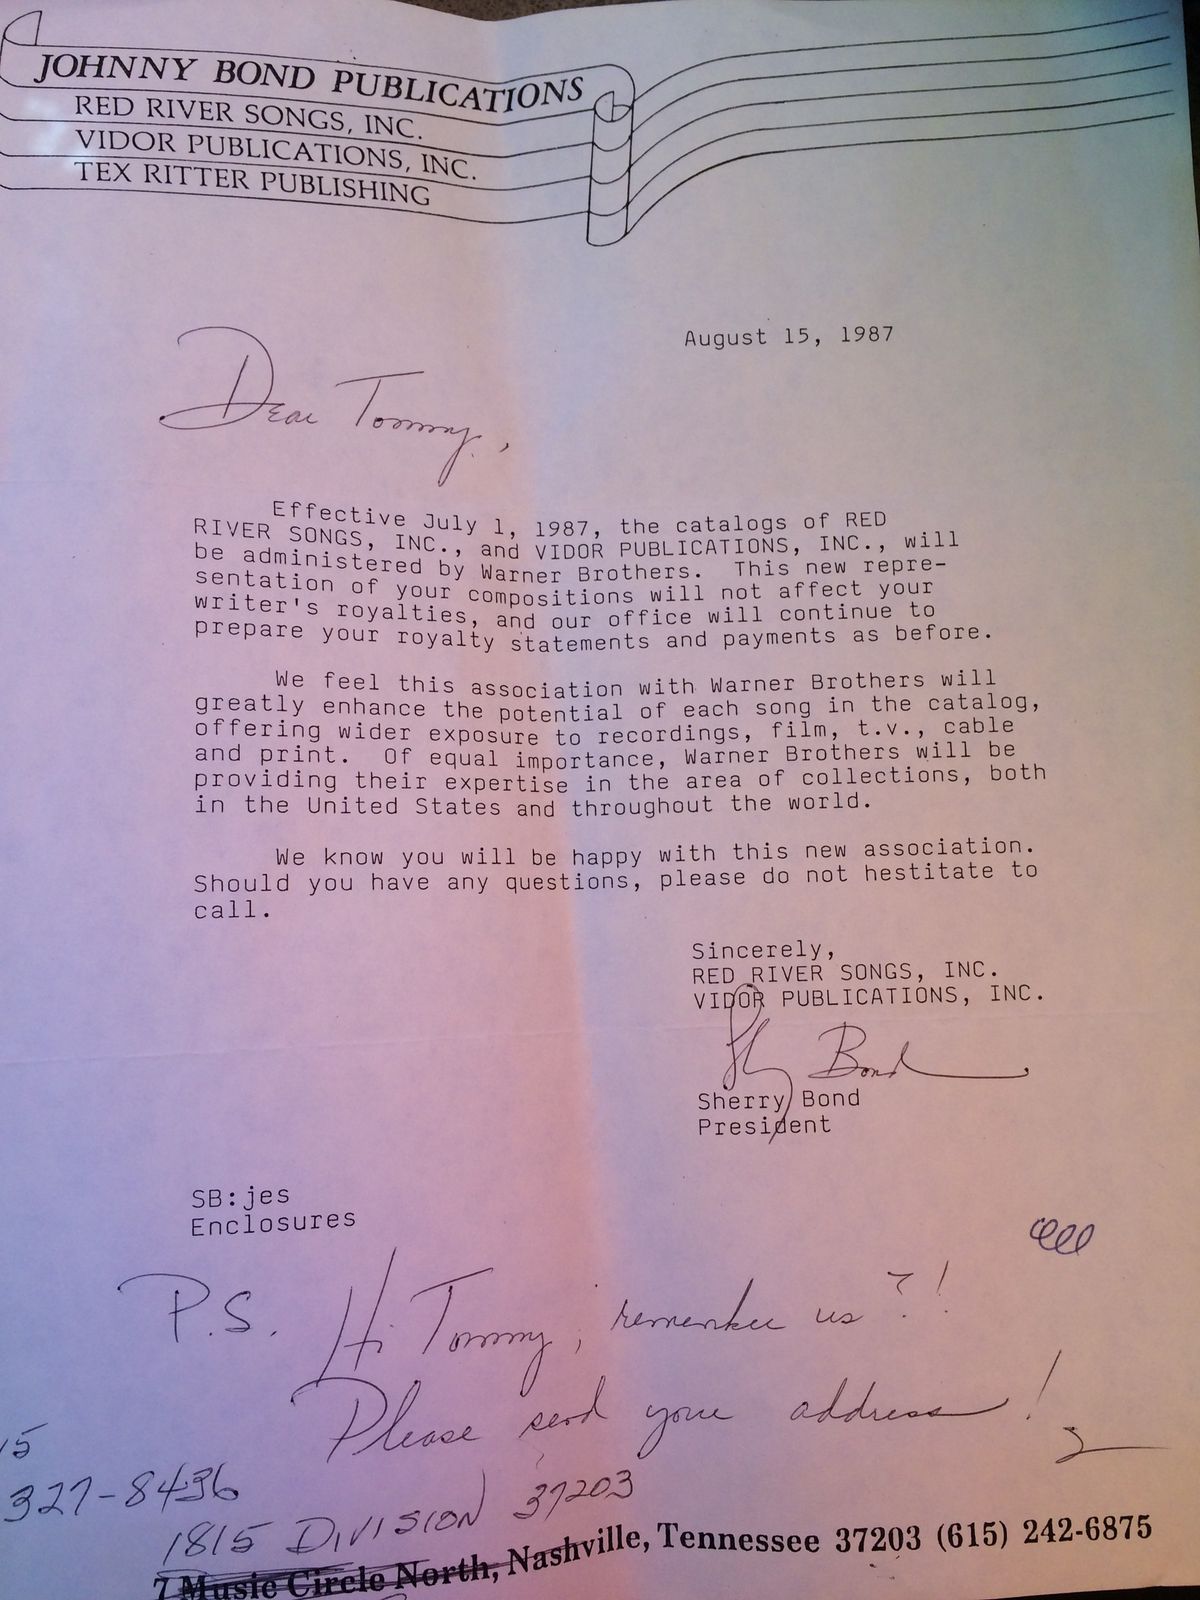 JOHNNY BOND PUBLICATIONS
RED RIVER SONGS, INC.
VIDOR PUBLICATIONS, INC.
TEX RITTER PUBLISHING
August 15, 1987
Dear Tommy,
Effective July 1, 1987, the catalogs of RED
RIVER SONGS, INC., and VIDOR PUBLICATIONS, INC., will
be administered by Warner Brothers. This new repre-
sentation of your compositions will not affect your
writer's royalties, and our office will continue to
prepare your royalty statements and payments as before.
We feel this association with Warner Brothers will
greatly enhance the potential of each song in the catalog,
offering wider exposure to recordings, film, t.v., cable
and print. Of equal importance, Warner Brothers will be
providing their expertise in the area of collections, both
in the United States and throughout the world.
We know you will be happy with this new association.
Should you have any questions, please do not hestitate to
call.
Sincerely,
RED RIVER SONGS, INC.
VIDOR PUBLICATIONS, INC.
Sherry Bond
Sherry Bond
President
SB:jes
Enclosures
P.S. Hi Tommy, remember us?!
Please send your address!
15
327-8436
1815 DIVISION 37203
7 Music Circle North, Nashville, Tennessee 37203 (615) 242-6875